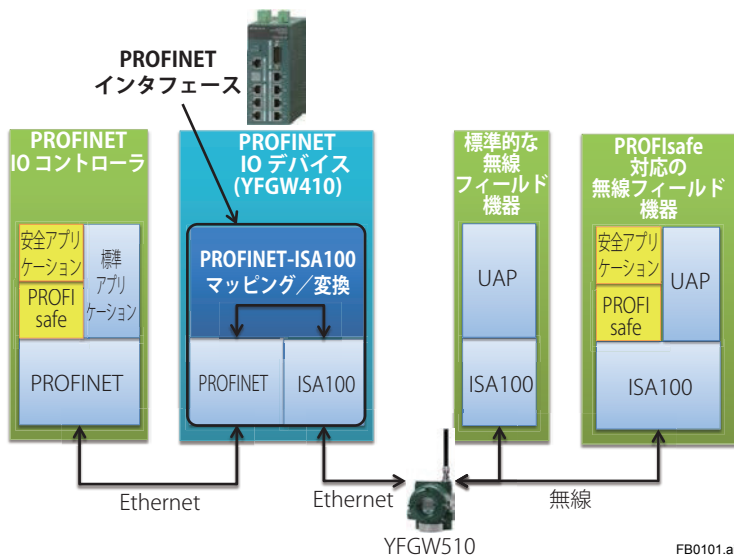 PROFINET
インタフェース
PROFINET
IO コントローラ
安全アプリ
ケーション
PROFI
safe
標準
アプリ
ケーション
PROFINET
PROFINET
IO デバイス
(YFGW410)
PROFINET-ISA100
マッピング／変換
PROFINET
ISA100
標準的な
無線
フィールド
機器
UAP
ISA100
PROFIsafe
対応の
無線フィールド
機器
安全アプリ
ケーション
PROFI
safe
UAP
ISA100
Ethernet
Ethernet
無線
YFGW510
FB0101.a